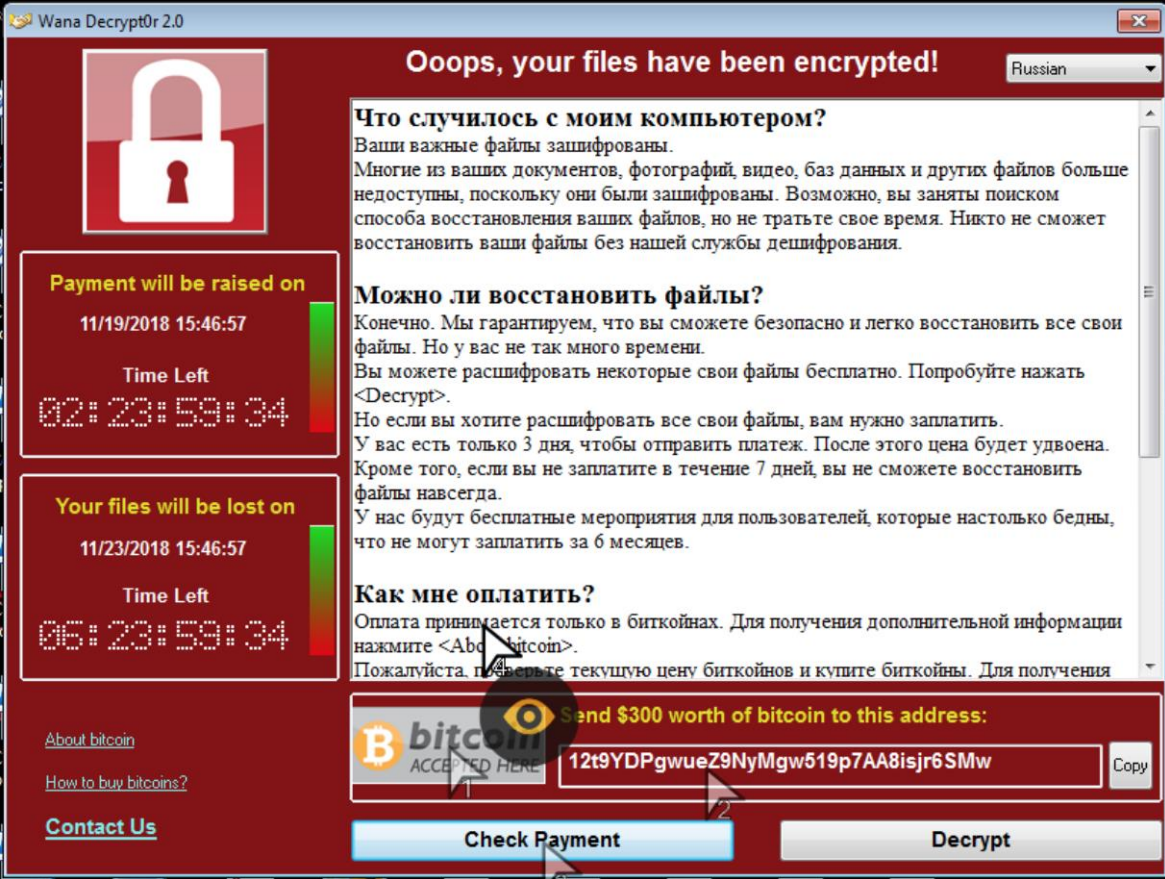 Wana Decrypt0r 2.0
Ooops, your files have been encrypted!
Russian
Payment will be raised on
11/19/2018 15:46:57
Time Left
02:23:59:34
Your files will be lost on
11/23/2018 15:46:57
Time Left
06:23:59:34
About bitcoin
How to buy bitcoins?
Contact Us
Что случилось с моим компьютером?
Ваши важные файлы зашифрованы.
Многие из ваших документов, фотографий, видео, баз данных и других файлов больше
недоступны, поскольку они были зашифрованы. Возможно, вы заняты поиском
способа восстановления ваших файлов, но не тратьте свое время. Никто не сможет
восстановить ваши файлы без нашей службы дешифрования.
Можно ли восстановить файлы?
Конечно. Мы гарантируем, что вы сможете безопасно и легко восстановить все свои
файлы. Но у вас не так много времени.
Вы можете расшифровать некоторые свои файлы бесплатно. Попробуйте нажать
<Decrypt>.
Но если вы хотите расшифровать все свои файлы, вам нужно заплатить.
У вас есть только 3 дня, чтобы отправить платеж. После этого цена будет удвоена.
Кроме того, если вы не заплатите в течение 7 дней, вы не сможете восстановить
файлы навсегда.
У нас будут бесплатные мероприятия для пользователей, которые настолько бедны,
что не могут заплатить за 6 месяцев.
Как мне оплатить?
Оплата принимается только в биткойнах. Для получения дополнительной информации
нажмите <About bitcoin>.
Пожалуйста, проверьте текущую цену биткойнов и купите биткойны. Для получения
bitcoin
ACCEPTED HERE
Send $300 worth of bitcoin to this address:
12t9YDPgwueZ9NyMgw519p7AA8isjr6SMw
Copy
Check Payment
Decrypt
4
1
2